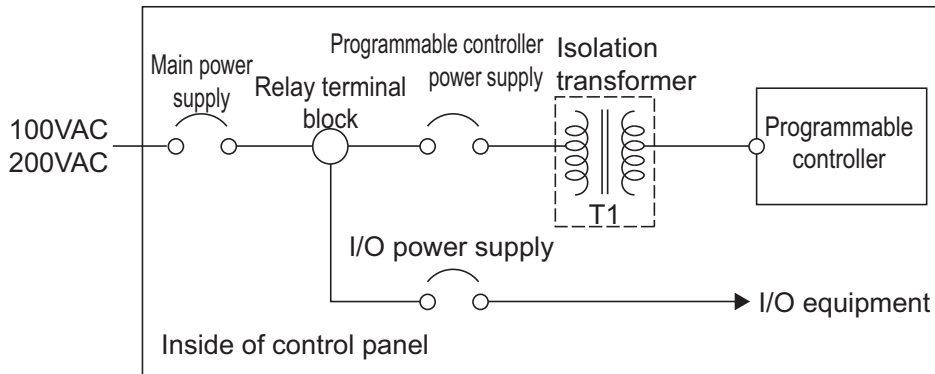 100VAC
200VAC
Main power
supply
Relay terminal
block
Programmable controller
power supply
Isolation
transformer
T1
Programmable
controller
I/O power supply
I/O equipment
Inside of control panel